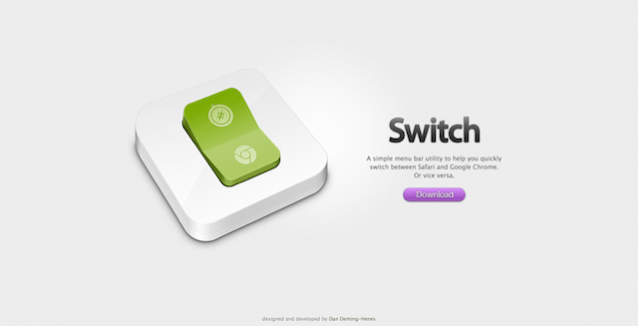 Switch
A simple menu bar utility to help you quickly
switch between Safari and Google Chrome.
Or vice versa.
Download
designed and developed by Dan Deming-Henes